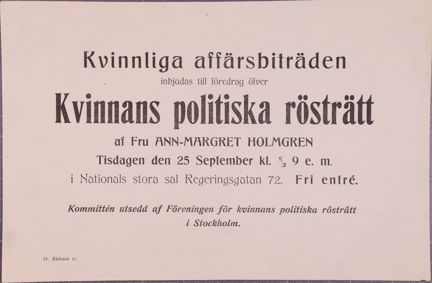 Kvinnliga affärsbiträden
inbjudas till föredrag öfver
Kvinnans politiska rösträtt
af Fru ANN-MARGRET HOLMGREN
Tisdagen den 25 September kl. ½ 9 e. m.
i Nationals stora sal Regeringsgatan 72. Fri entré.
Kommittén utsedd af Föreningen för kvinnans politiska rösträtt
i Stockholm.